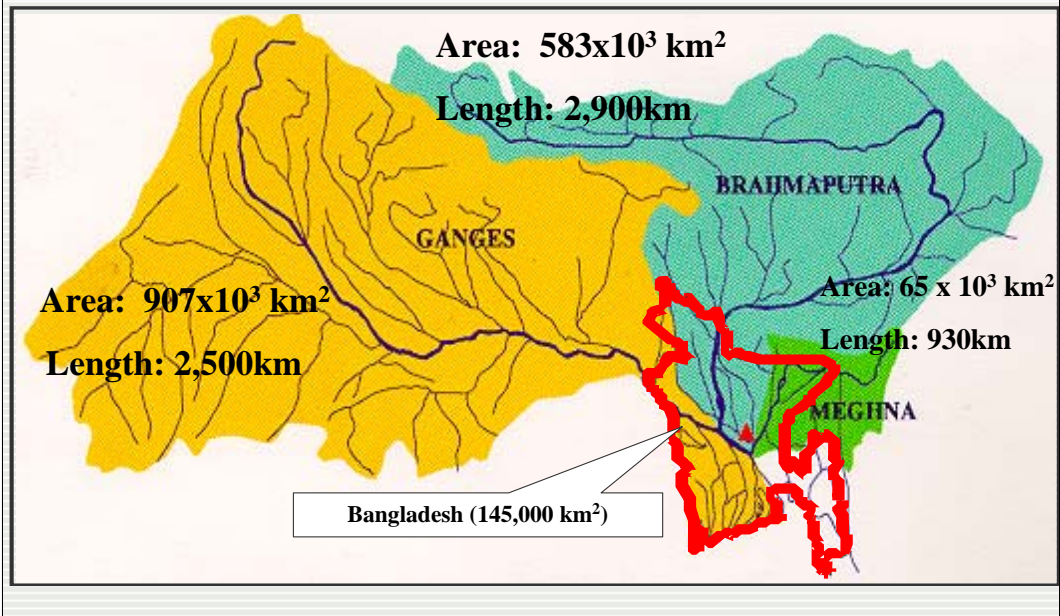 Area: 583x10³ km²
Length: 2,900km
BRAHMAPUTRA
GANGES
Area: 907x10³ km²
Length: 2,500km
Area: 65 x 10³ km²
Length: 930km
MEGHNA
Bangladesh (145,000 km²)